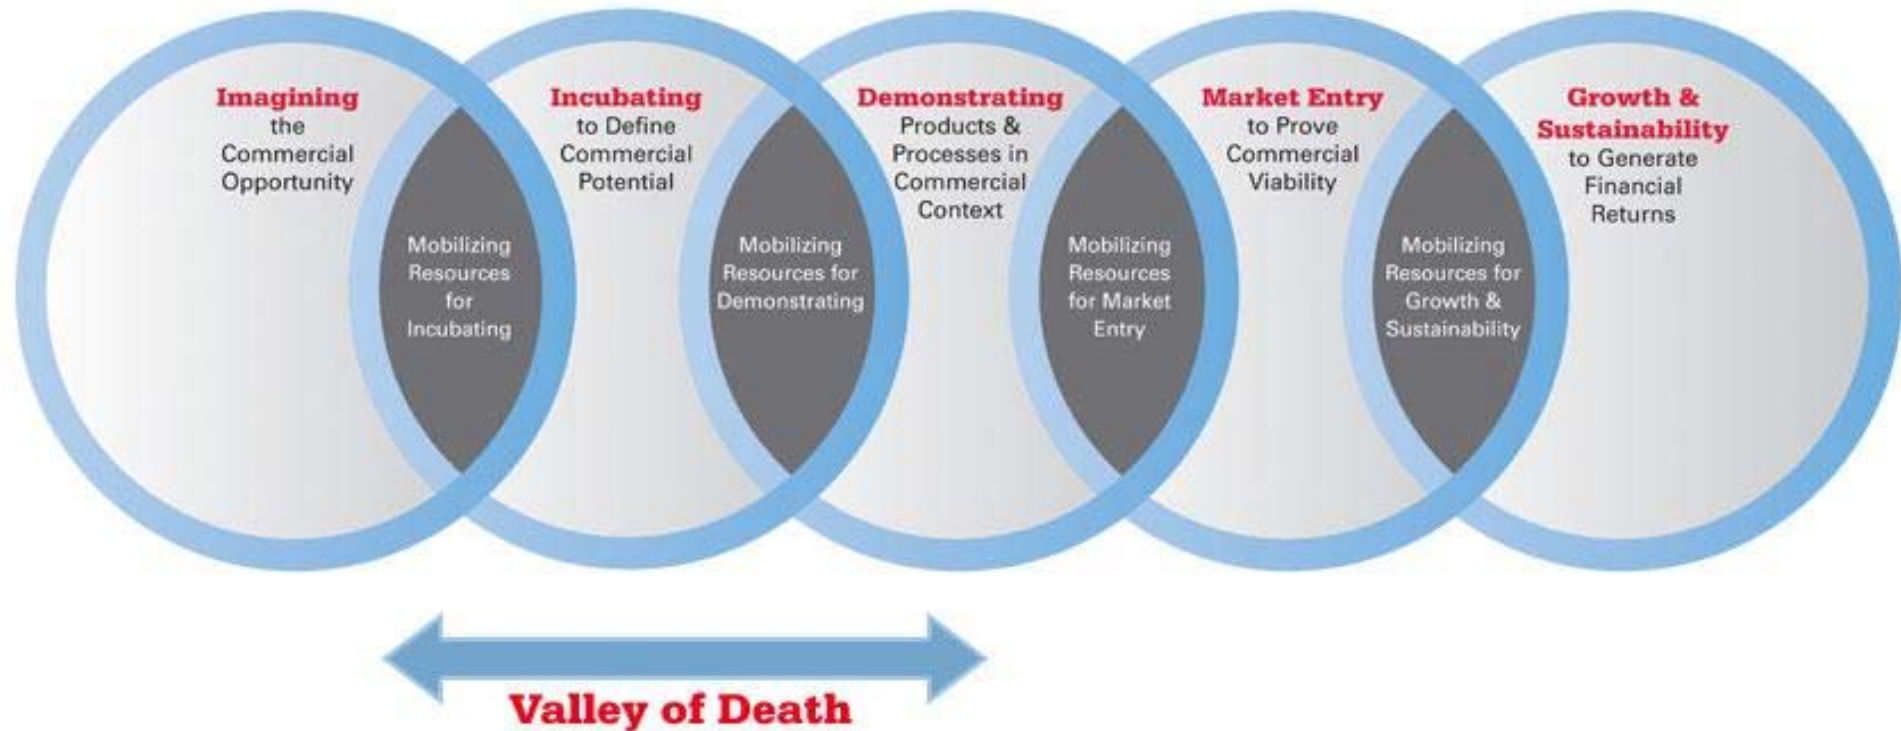 Imagining
the
Commercial
Opportunity
Mobilizing
Resources
for
Incubating
Incubating
to Define
Commercial
Potential
Mobilizing
Resources for
Demonstrating
Demonstrating
Products &
Processes in
Commercial
Context
Mobilizing
Resources
for Market
Entry
Market Entry
to Prove
Commercial
Viability
Mobilizing
Resources for
Growth &
Sustainability
Growth &
Sustainability
to Generate
Financial
Returns
Valley of Death